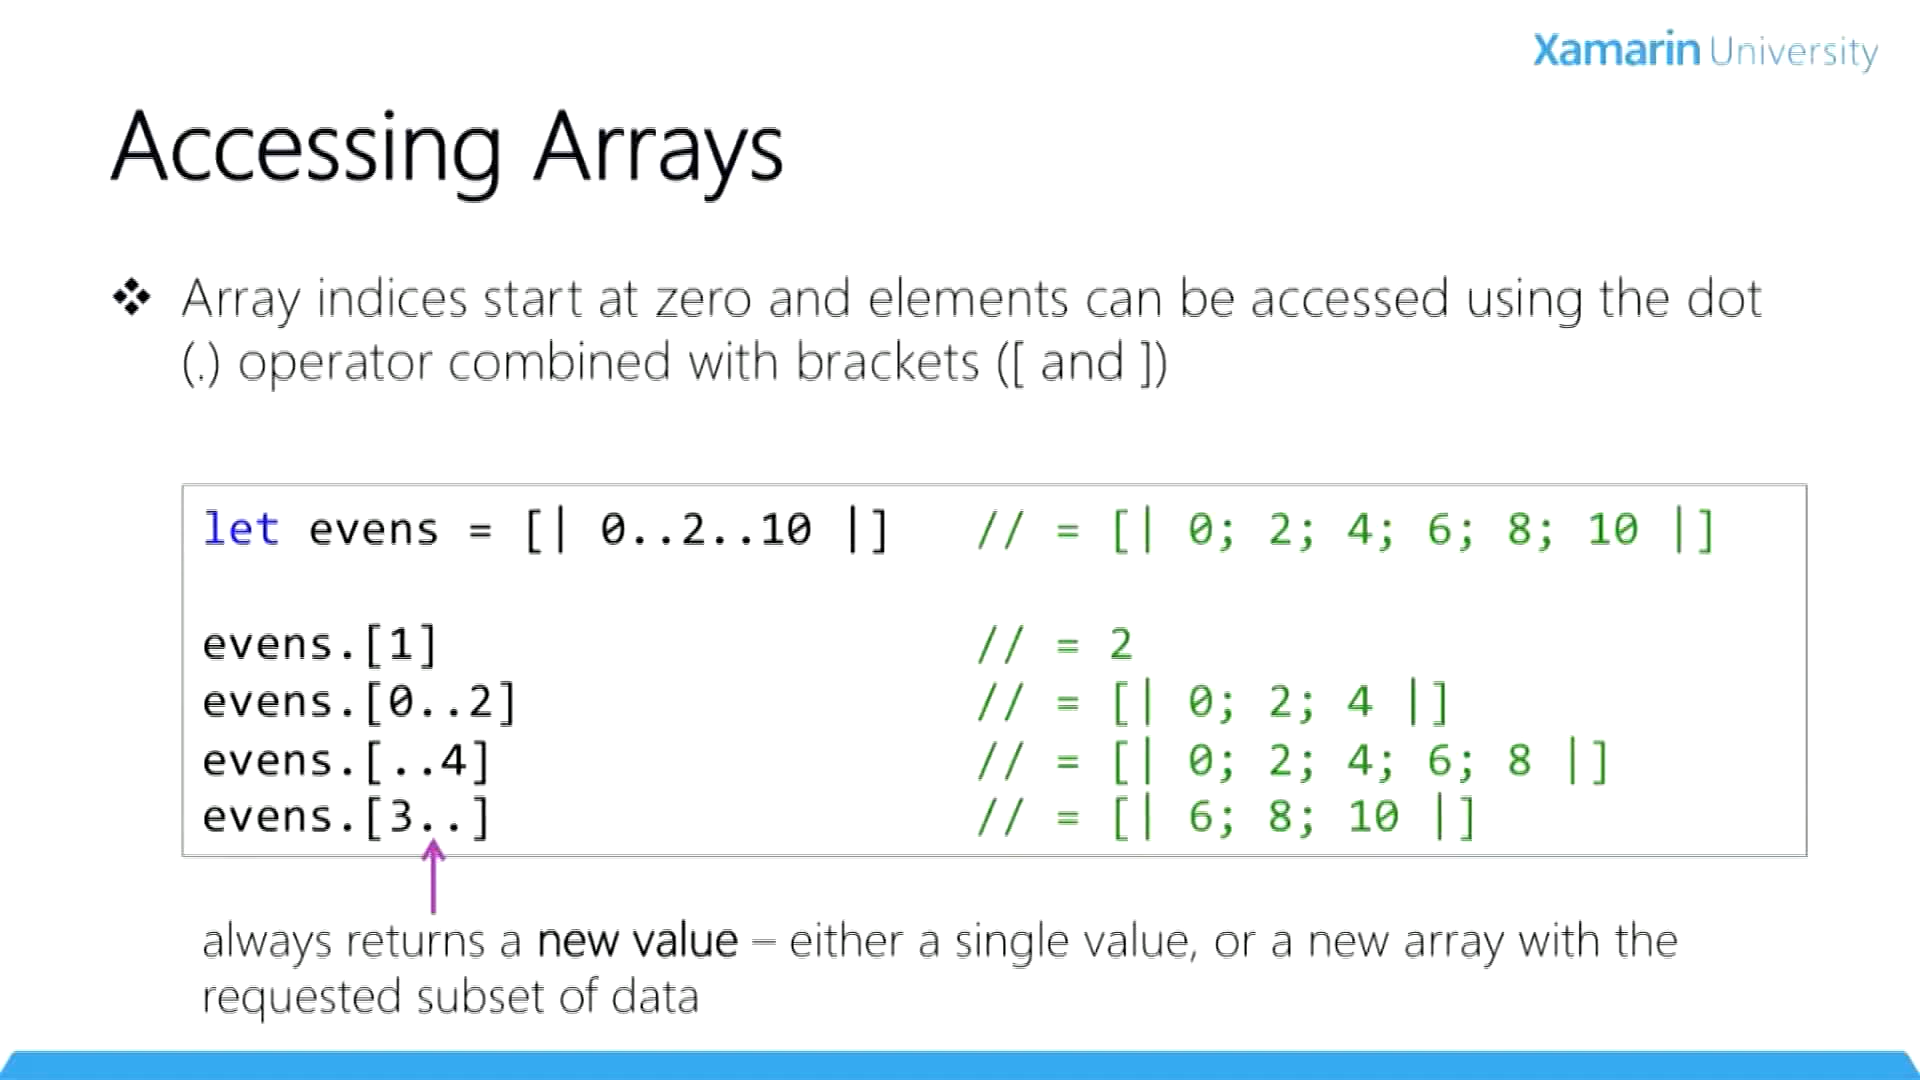 Xamarin University
Accessing Arrays
❖ Array indices start at zero and elements can be accessed using the dot
(.) operator combined with brackets ([ and ])
let evens = [| 0..2..10 |] // = [| 0; 2; 4; 6; 8; 10 |]
evens.[1] // = 2
evens.[0..2] // = [| 0; 2; 4 |]
evens.[..4] // = [| 0; 2; 4; 6; 8 |]
evens.[3..] // = [| 6; 8; 10 |]
always returns a new value – either a single value, or a new array with the
requested subset of data